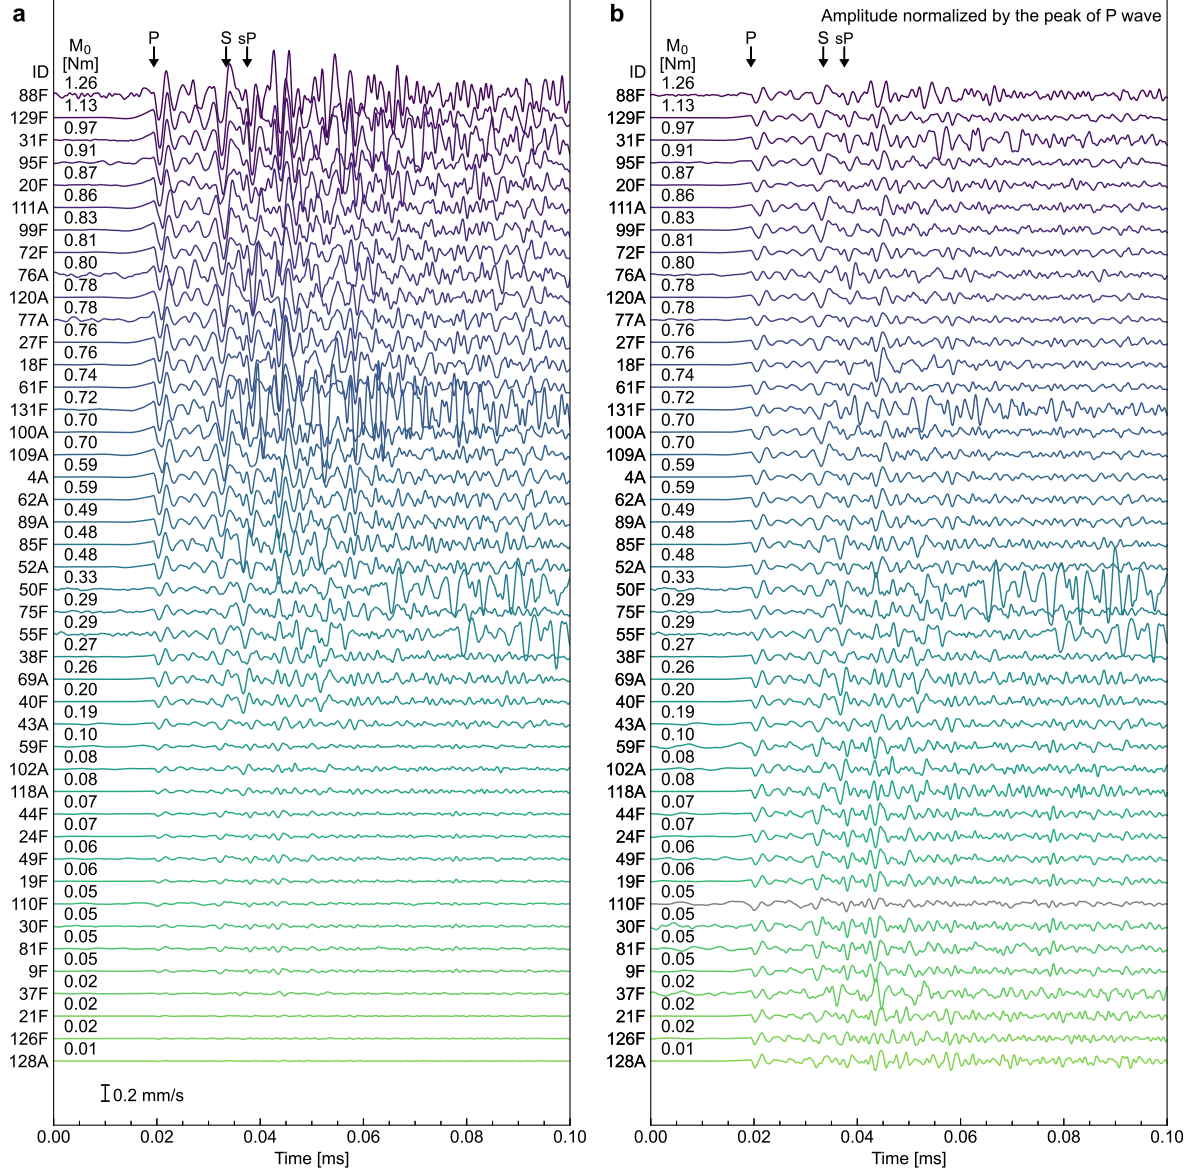 a
P S sP
M0
[Nm]
ID
88F 1.26
129F 1.13
31F 0.97
95F 0.91
20F 0.87
111A 0.86
99F 0.83
72F 0.81
76A 0.80
120A 0.78
77A 0.78
27F 0.76
18F 0.76
61F 0.74
131F 0.72
100A 0.70
109A 0.70
4A 0.59
62A 0.59
89A 0.49
85F 0.48
52A 0.48
50F 0.33
75F 0.29
55F 0.29
38F 0.27
69A 0.26
40F 0.20
43A 0.19
59F 0.10
102A 0.08
118A 0.08
44F 0.07
24F 0.07
49F 0.06
19F 0.06
110F 0.05
30F 0.05
81F 0.05
9F 0.05
37F 0.02
21F 0.02
126F 0.02
128A 0.01
0.2 mm/s
0.00 0.02 0.04 0.06 0.08 0.10
Time [ms]
b
Amplitude normalized by the peak of P wave
P S sP
M0
[Nm]
ID
88F 1.26
129F 1.13
31F 0.97
95F 0.91
20F 0.87
111A 0.86
99F 0.83
72F 0.81
76A 0.80
120A 0.78
77A 0.78
27F 0.76
18F 0.76
61F 0.74
131F 0.72
100A 0.70
109A 0.70
4A 0.59
62A 0.59
89A 0.49
85F 0.48
52A 0.48
50F 0.33
75F 0.29
55F 0.29
38F 0.27
69A 0.26
40F 0.20
43A 0.19
59F 0.10
102A 0.08
118A 0.08
44F 0.07
24F 0.07
49F 0.06
19F 0.06
110F 0.05
30F 0.05
81F 0.05
9F 0.05
37F 0.02
21F 0.02
126F 0.02
128A 0.01
0.00 0.02 0.04 0.06 0.08 0.10
Time [ms]